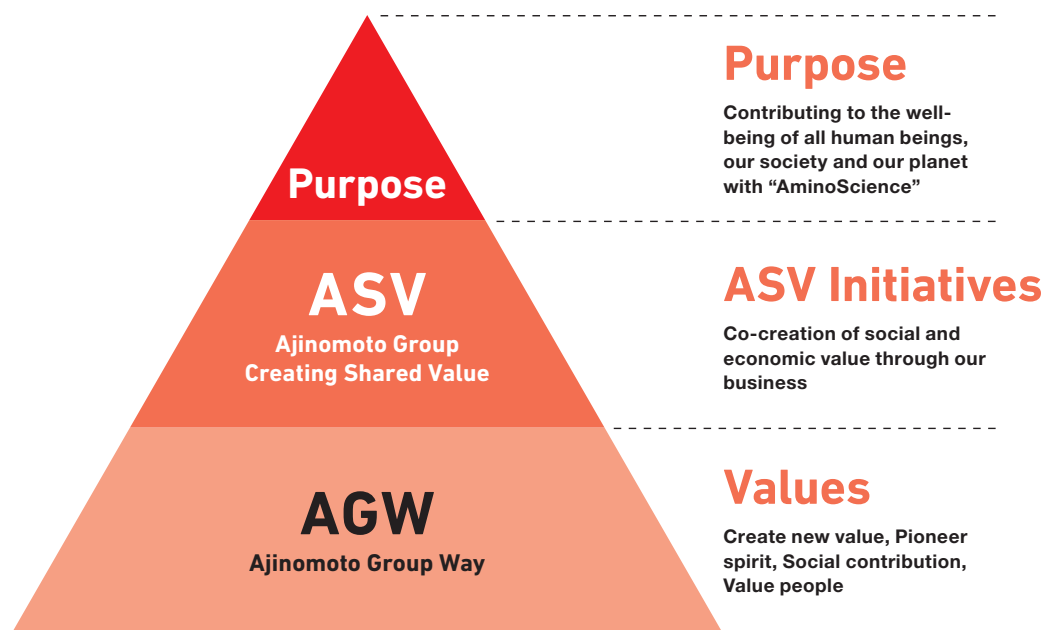 Purpose
ASV
Ajinomoto Group
Creating Shared Value
AGW
Ajinomoto Group Way
Purpose
Contributing to the well-
being of all human beings,
our society and our planet
with “AminoScience”
ASV Initiatives
Co-creation of social and
economic value through our
business
Values
Create new value, Pioneer
spirit, Social contribution,
Value people